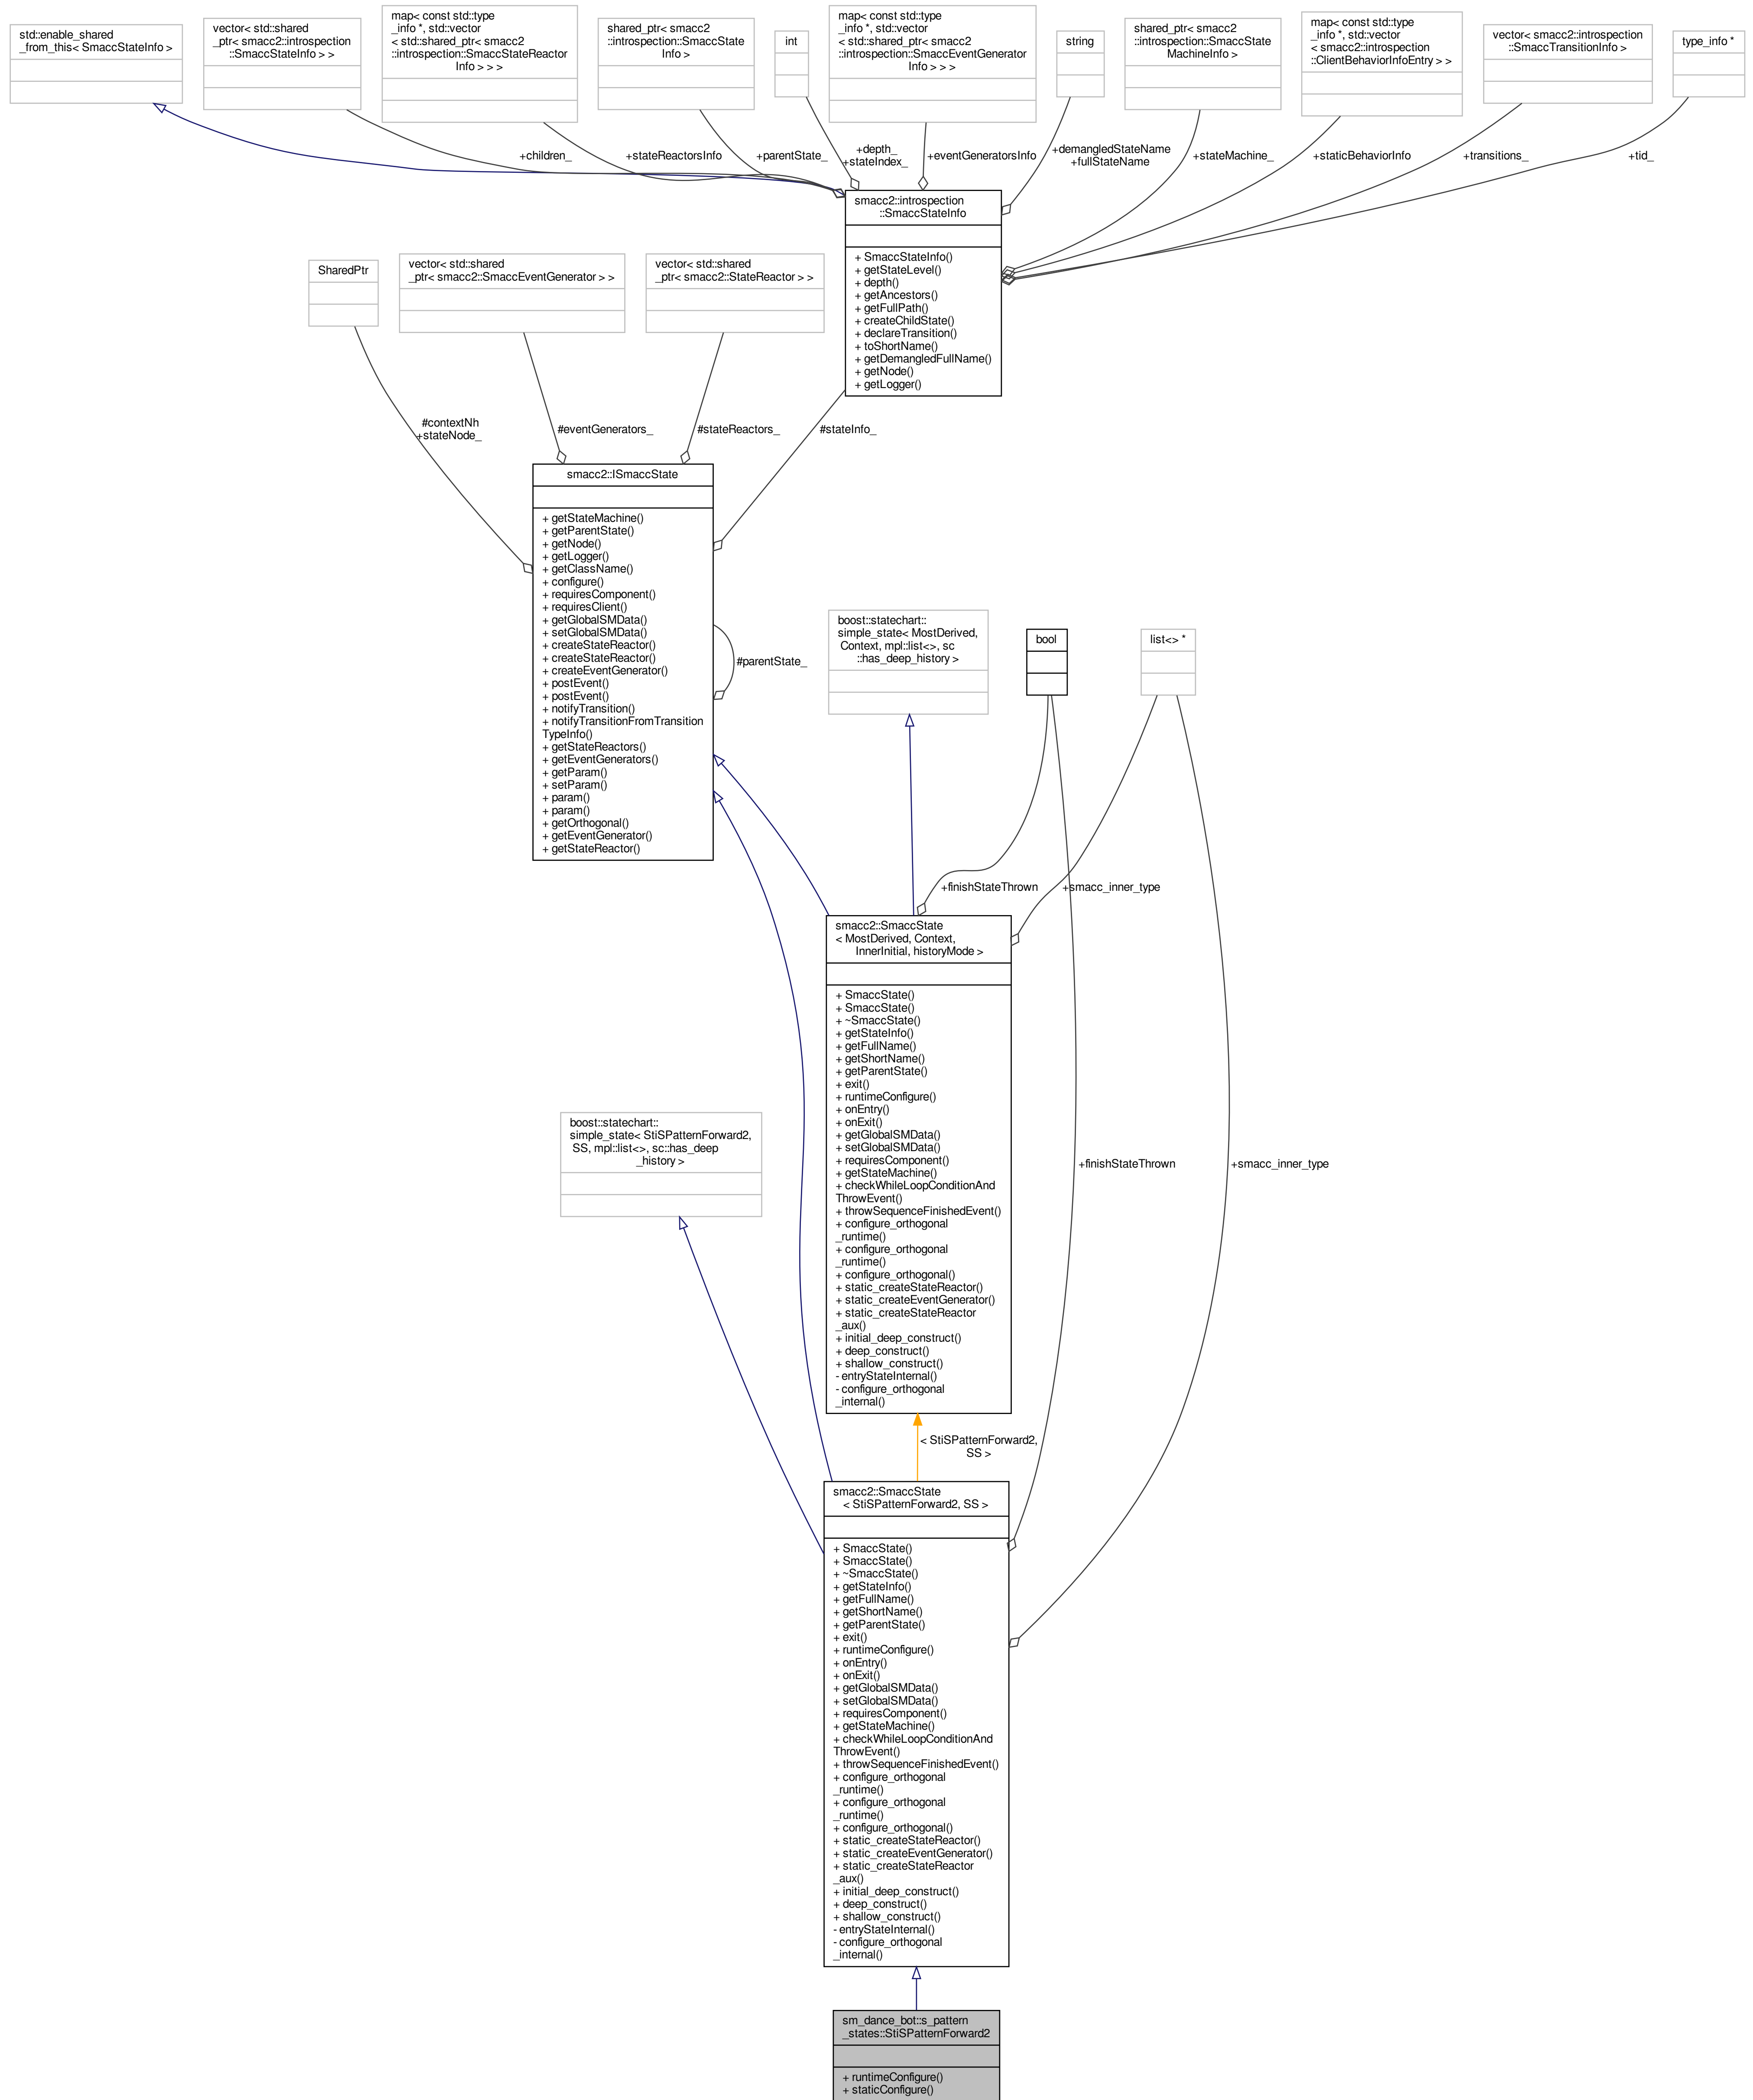 std::enable_shared
_from_this< SmaccStateInfo >
vector< std::shared
_ptr< smacc2::introspection
::SmaccStateInfo > >
map< const std::type
_info *, std::vector
< std::shared_ptr< smacc2
::introspection::SmaccStateReactor
Info > > >
shared_ptr< smacc2
::introspection::SmaccState
Info >
int
map< const std::type
_info *, std::vector
< std::shared_ptr< smacc2
::introspection::SmaccEventGenerator
Info > > >
string
shared_ptr< smacc2
::introspection::SmaccState
MachineInfo >
map< const std::type
_info *, std::vector
< smacc2::introspection
::ClientBehaviorInfoEntry > >
vector< smacc2::introspection
::SmaccTransitionInfo >
type_info *
+children_
+stateReactorsInfo
+parentState_
+depth_
+stateIndex_
+eventGeneratorsInfo
+demangledStateName
+fullStateName
+stateMachine_
+staticBehaviorInfo
+transitions_
+tid_
smacc2::introspection
::SmaccStateInfo
+ SmaccStateInfo()
+ getStateLevel()
+ depth()
+ getAncestors()
+ getFullPath()
+ createChildState()
+ declareTransition()
+ toShortName()
+ getDemangledFullName()
+ getNode()
+ getLogger()
SharedPtr
vector< std::shared
_ptr< smacc2::SmaccEventGenerator > >
vector< std::shared
_ptr< smacc2::StateReactor > >
#contextNh
+stateNode_
#eventGenerators_
#stateReactors_
#stateInfo_
smacc2::ISmaccState
+ getStateMachine()
+ getParentState()
+ getNode()
+ getLogger()
+ getClassName()
+ configure()
+ requiresComponent()
+ requiresClient()
+ getGlobalSMData()
+ setGlobalSMData()
+ createStateReactor()
+ createStateReactor()
+ createEventGenerator()
+ postEvent()
+ postEvent()
+ notifyTransition()
+ notifyTransitionFromTransition
TypeInfo()
+ getStateReactors()
+ getEventGenerators()
+ getParam()
+ setParam()
+ param()
+ param()
+ getOrthogonal()
+ getEventGenerator()
+ getStateReactor()
#parentState_
boost::statechart::
simple_state< MostDerived,
Context, mpl::list<>, sc
::has_deep_history >
bool
list<> *
+finishStateThrown
+smacc_inner_type
smacc2::SmaccState
< MostDerived, Context,
InnerInitial, historyMode >
+ SmaccState()
+ SmaccState()
+ ~SmaccState()
+ getStateInfo()
+ getFullName()
+ getShortName()
+ getParentState()
+ exit()
+ runtimeConfigure()
+ onEntry()
+ onExit()
+ getGlobalSMData()
+ setGlobalSMData()
+ requiresComponent()
+ getStateMachine()
+ checkWhileLoopConditionAnd
ThrowEvent()
+ throwSequenceFinishedEvent()
+ configure_orthogonal
_runtime()
+ configure_orthogonal
_runtime()
+ configure_orthogonal()
+ static_createStateReactor()
+ static_createEventGenerator()
+ static_createStateReactor
_aux()
+ initial_deep_construct()
+ deep_construct()
+ shallow_construct()
- entryStateInternal()
- configure_orthogonal
_internal()
boost::statechart::
simple_state< StiSPatternForward2,
SS, mpl::list<>, sc::has_deep
_history >
+finishStateThrown
+smacc_inner_type
< StiSPatternForward2,
SS >
smacc2::SmaccState
< StiSPatternForward2, SS >
+ SmaccState()
+ SmaccState()
+ ~SmaccState()
+ getStateInfo()
+ getFullName()
+ getShortName()
+ getParentState()
+ exit()
+ runtimeConfigure()
+ onEntry()
+ onExit()
+ getGlobalSMData()
+ setGlobalSMData()
+ requiresComponent()
+ getStateMachine()
+ checkWhileLoopConditionAnd
ThrowEvent()
+ throwSequenceFinishedEvent()
+ configure_orthogonal
_runtime()
+ configure_orthogonal
_runtime()
+ configure_orthogonal()
+ static_createStateReactor()
+ static_createEventGenerator()
+ static_createStateReactor
_aux()
+ initial_deep_construct()
+ deep_construct()
+ shallow_construct()
- entryStateInternal()
- configure_orthogonal
_internal()
sm_dance_bot::s_pattern
_states::StiSPatternForward2
+ runtimeConfigure()
+ staticConfigure()